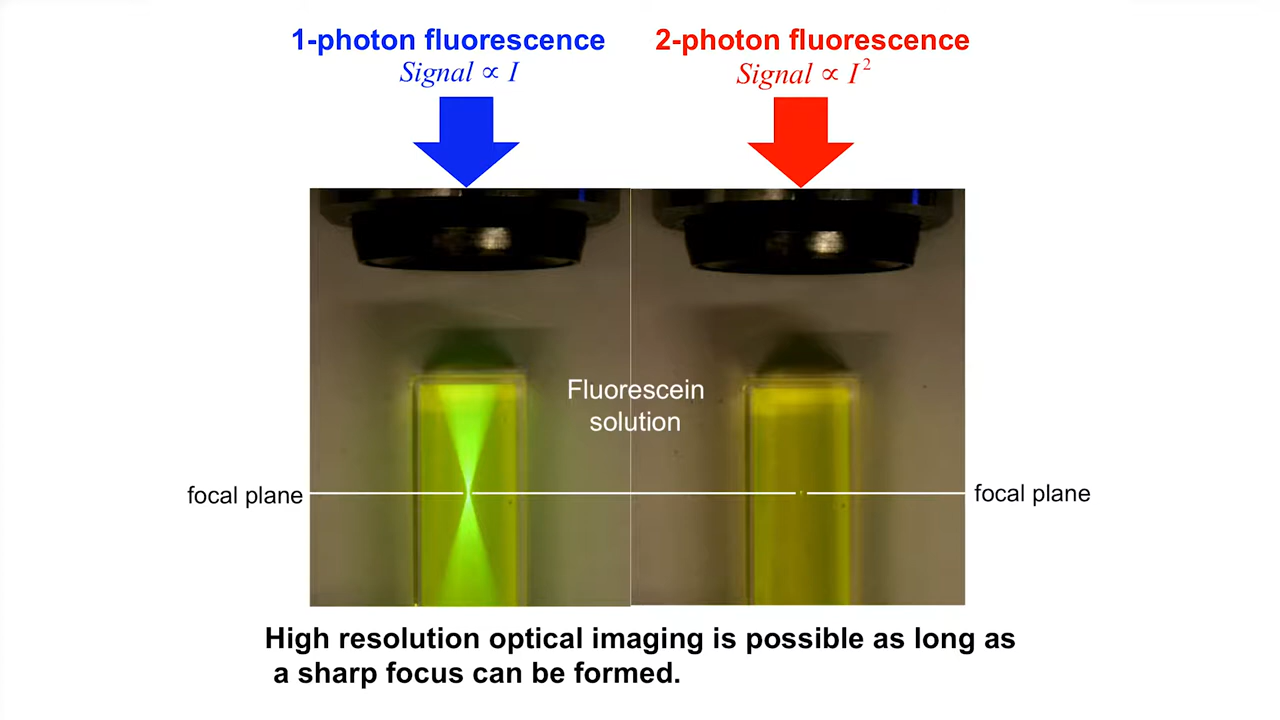 1-photon fluorescence
Signal ∝ I
2-photon fluorescence
Signal ∝ I²
Fluorescein
solution
focal plane
focal plane
High resolution optical imaging is possible as long as
a sharp focus can be formed.